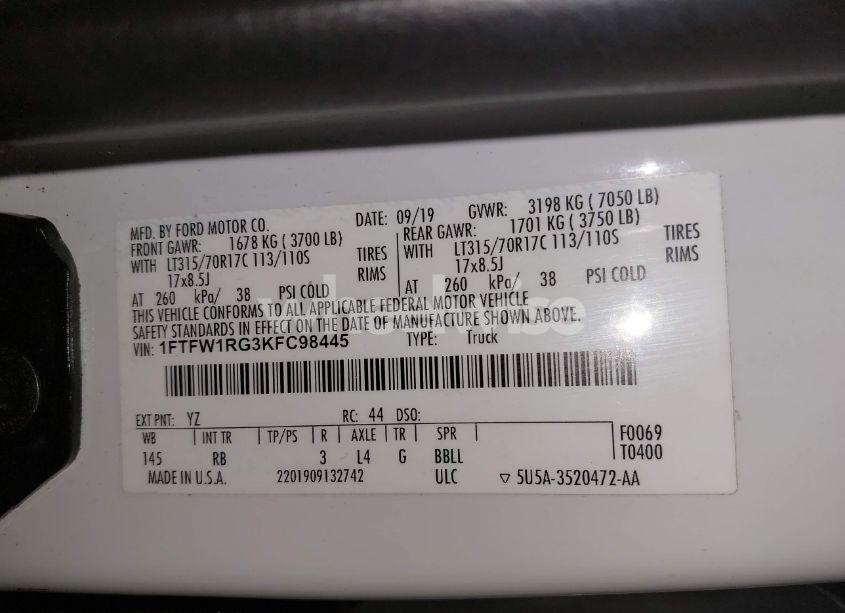 MFD. BY FORD MOTOR CO. DATE: 09/19 GVWR: 3198 KG ( 7050 LB)
FRONT GAWR: 1678 KG ( 3700 LB) REAR GAWR: 1701 KG ( 3750 LB)
WITH LT315/70R17C 113/110S TIRES WITH LT315/70R17C 113/110S TIRES
17x8.5J RIMS 17x8.5J RIMS
AT 260 kPa/ 38 PSI COLD AT 260 kPa/ 38 PSI COLD
THIS VEHICLE CONFORMS TO ALL APPLICABLE FEDERAL MOTOR VEHICLE
SAFETY STANDARDS IN EFFECT ON THE DATE OF MANUFACTURE SHOWN ABOVE.
VIN: 1FTFW1RG3KFC98445 TYPE: Truck
EXT PNT: YZ RC: 44 DSO:
WB INT TR TP/PS R AXLE TR SPR F0069
145 RB 3 L4 G BBLL T0400
MADE IN U.S.A. 2201909132742 ULC ▽ 5U5A-3520472-AA